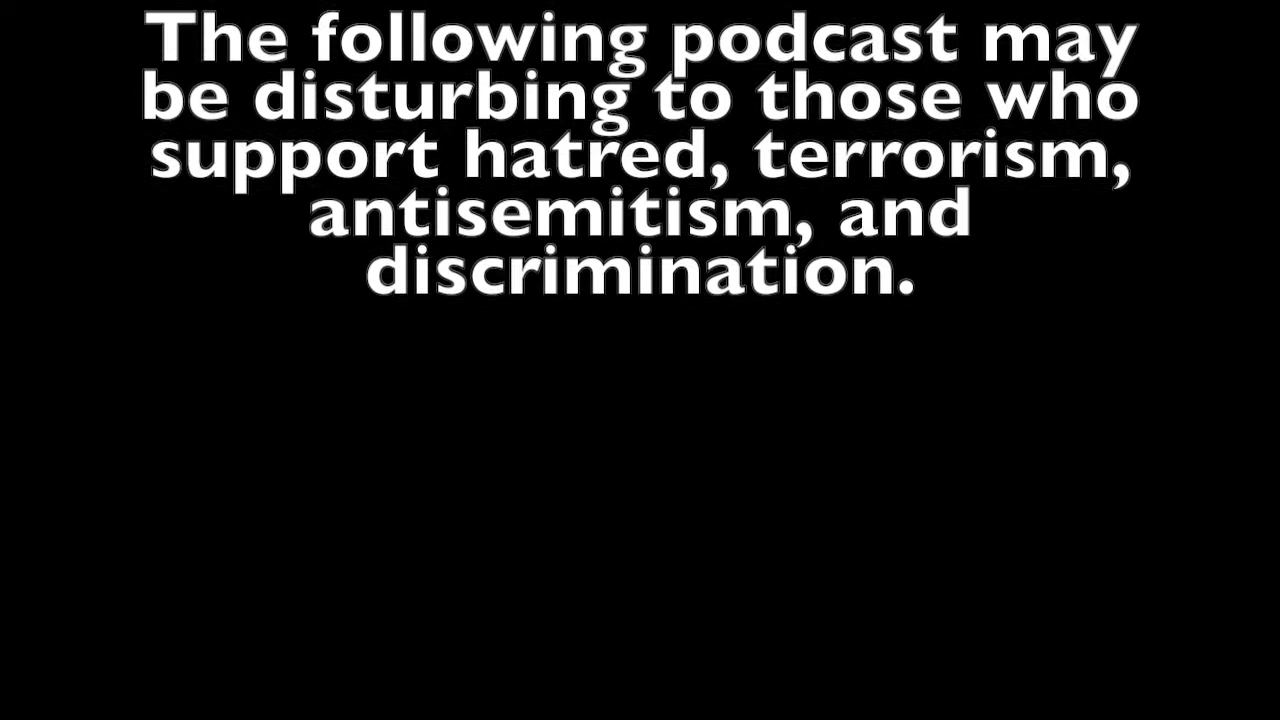 The following podcast may
be disturbing to those who
support hatred, terrorism,
antisemitism, and
discrimination.